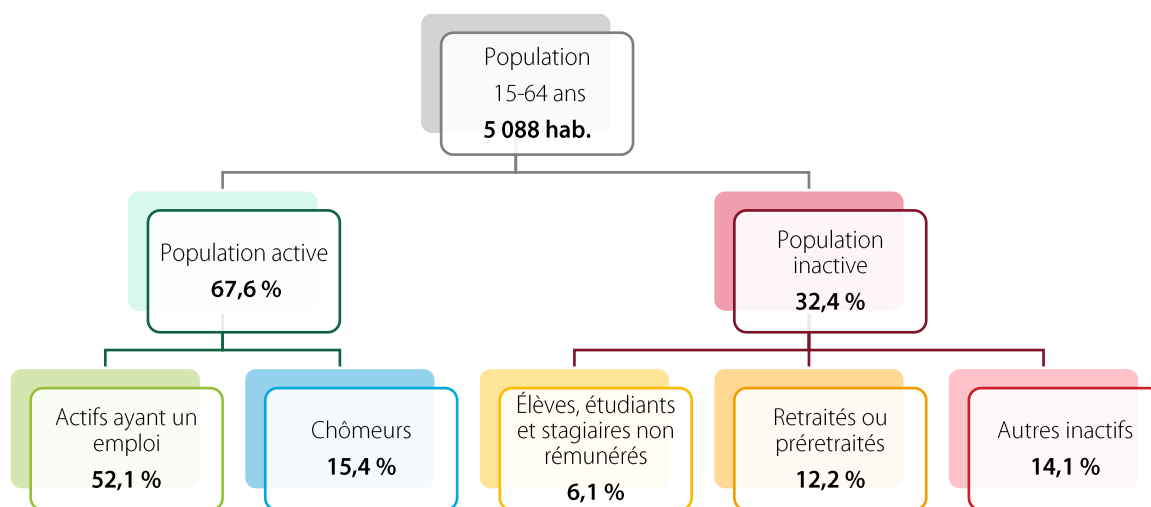 Population
15-64 ans
5 088 hab.
Population active
67,6 %
Population
inactive
32,4 %
Actifs ayant un
emploi
52,1 %
Chômeurs
15,4 %
Élèves, étudiants
et stagiaires non
rémunérés
6,1 %
Retraités ou
préretraités
12,2 %
Autres inactifs
14,1 %